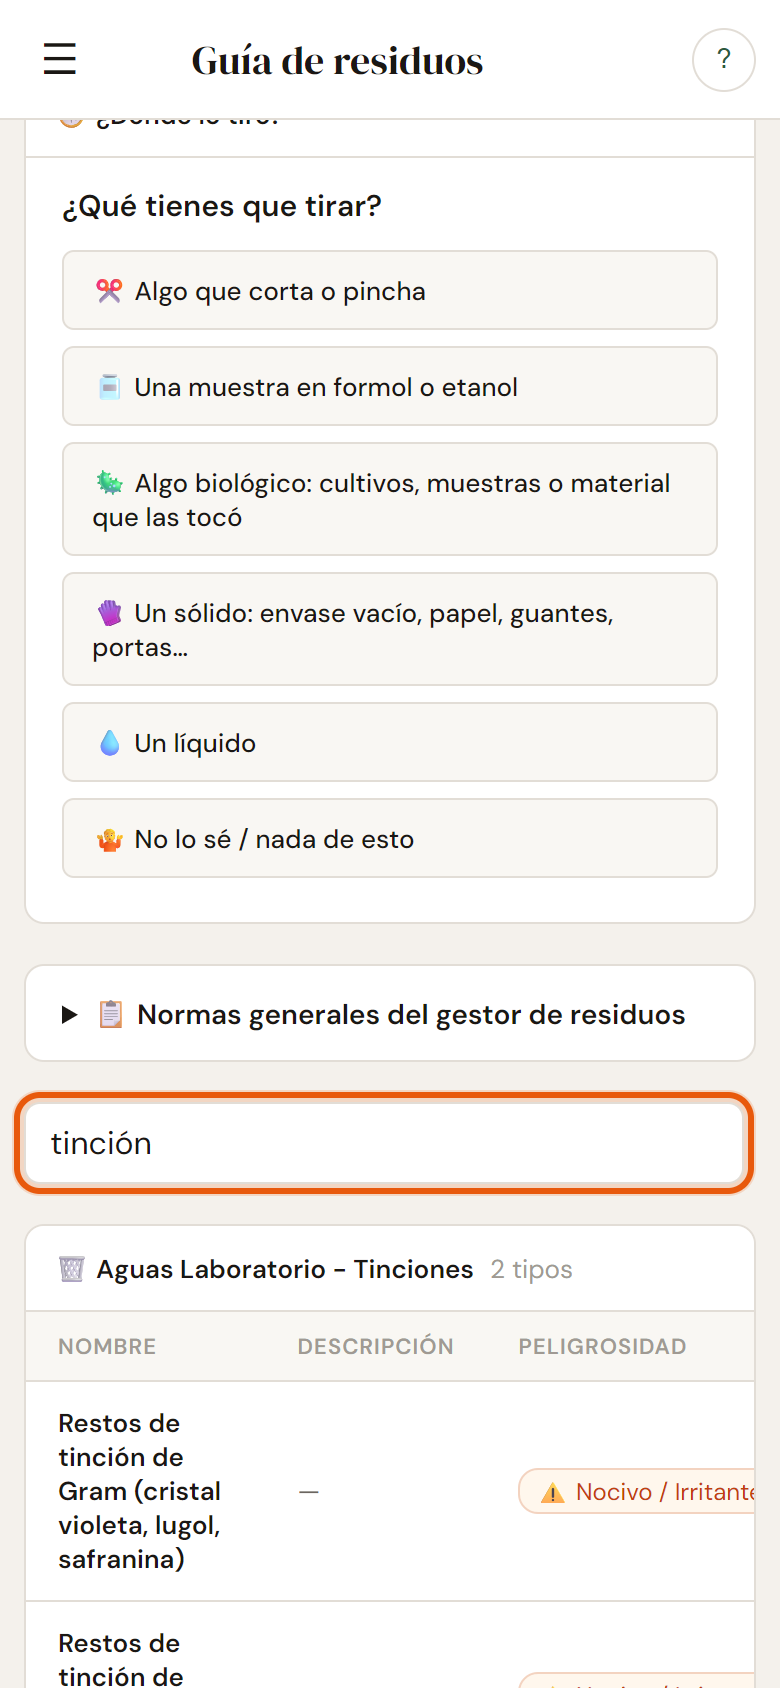 ☰ Guía de residuos ?
¿Dónde lo tiro?
¿Qué tienes que tirar?
Algo que corta o pincha
Una muestra en formol o etanol
Algo biológico: cultivos, muestras o material
que las tocó
Un sólido: envase vacío, papel, guantes,
portas...
Un líquido
No lo sé / nada de esto
Normas generales del gestor de residuos
tinción
Aguas Laboratorio - Tinciones 2 tipos
NOMBRE DESCRIPCIÓN PELIGROSIDAD
Restos de
tinción de
Gram (cristal
violeta, lugol,
safranina)
—
Nocivo / Irritante
Restos de
tinción de